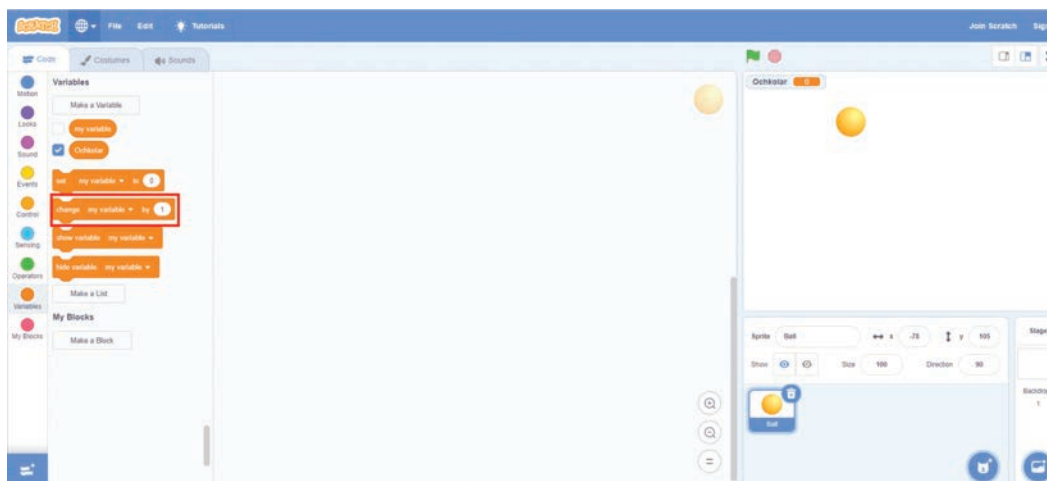 SCRATCH File Edit Tutorials Join Scratch
Code Costumes Sounds
Motion
Looks
Sound
Events
Control
Sensing
Operators
Variables
My Blocks
Variables
Make a Variable
my variable
Ochkolar
set my variable to 0
change my variable by 1
show variable my variable
hide variable my variable
Make a List
My Blocks
Make a Block
Ochkolar 0
Sprite Ball x -75 y 105
Show Size 100 Direction 90
Ball
Stage
1